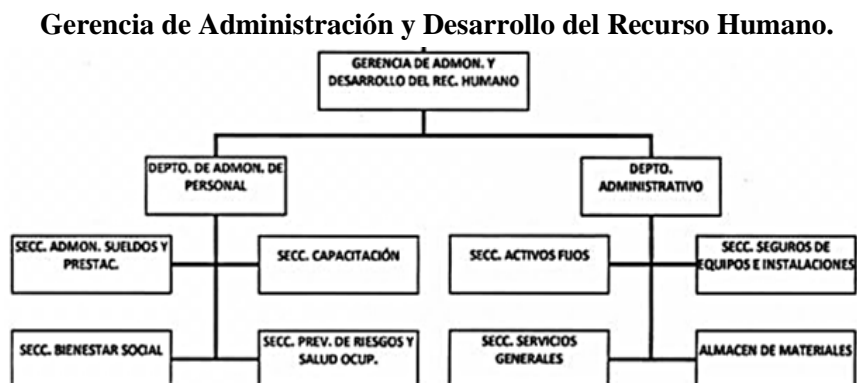 Gerencia de Administración y Desarrollo del Recurso Humano.
GERENCIA DE ADMON. Y
DESARROLLO DEL REC. HUMANO
DEPTO. DE ADMON. DE
PERSONAL
DEPTO.
ADMINISTRATIVO
SECC. ADMON. SUELDOS Y
PRESTAC.
SECC. CAPACITACIÓN
SECC. ACTIVOS FIJOS
SECC. SEGUROS DE
EQUIPOS E INSTALACIONES
SECC. BIENESTAR SOCIAL
SECC. PREV. DE RIESGOS Y
SALUD OCUP.
SECC. SERVICIOS
GENERALES
ALMACEN DE MATERIALES